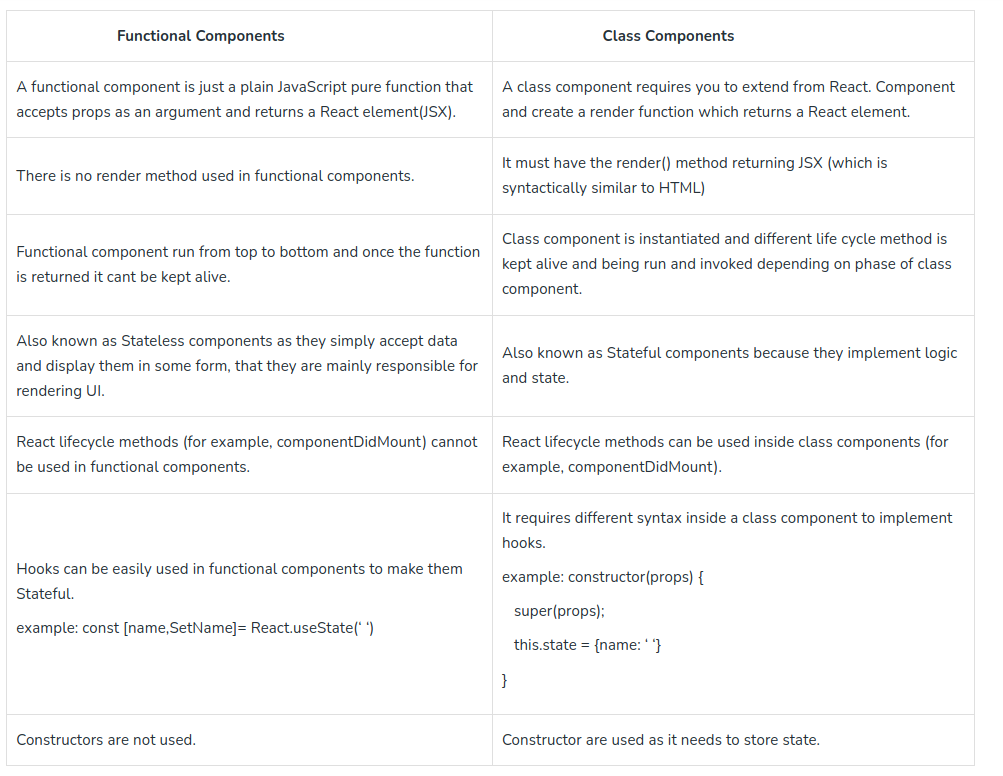 Functional Components
Class Components
A functional component is just a plain JavaScript pure function that
accepts props as an argument and returns a React element(JSX).
A class component requires you to extend from React. Component
and create a render function which returns a React element.
There is no render method used in functional components.
It must have the render() method returning JSX (which is
syntactically similar to HTML)
Functional component run from top to bottom and once the function
is returned it cant be kept alive.
Class component is instantiated and different life cycle method is
kept alive and being run and invoked depending on phase of class
component.
Also known as Stateless components as they simply accept data
and display them in some form, that they are mainly responsible for
rendering UI.
Also known as Stateful components because they implement logic
and state.
React lifecycle methods (for example, componentDidMount) cannot
be used in functional components.
React lifecycle methods can be used inside class components (for
example, componentDidMount).
Hooks can be easily used in functional components to make them
Stateful.
example: const [name,SetName]= React.useState(‘ ‘)
It requires different syntax inside a class component to implement
hooks.
example: constructor(props) {
super(props);
this.state = {name: ‘ ‘}
}
Constructors are not used.
Constructor are used as it needs to store state.